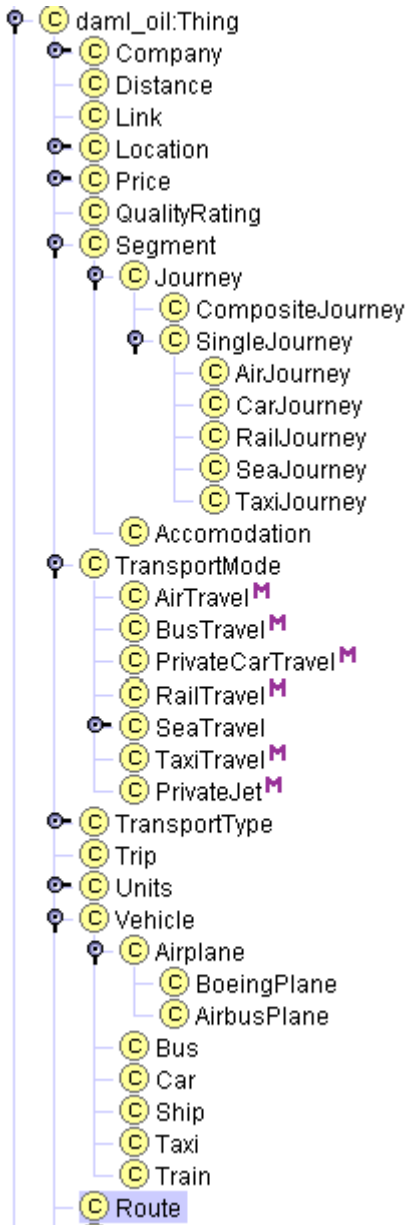 C daml_oil:Thing
C Company
C Distance
C Link
C Location
C Price
C QualityRating
C Segment
C Journey
C CompositeJourney
C SingleJourney
C AirJourney
C CarJourney
C RailJourney
C SeaJourney
C TaxiJourney
C Accomodation
C TransportMode
C AirTravel M
C BusTravel M
C PrivateCarTravel M
C RailTravel M
C SeaTravel
C TaxiTravel M
C PrivateJet M
C TransportType
C Trip
C Units
C Vehicle
C Airplane
C BoeingPlane
C AirbusPlane
C Bus
C Car
C Ship
C Taxi
C Train
C Route